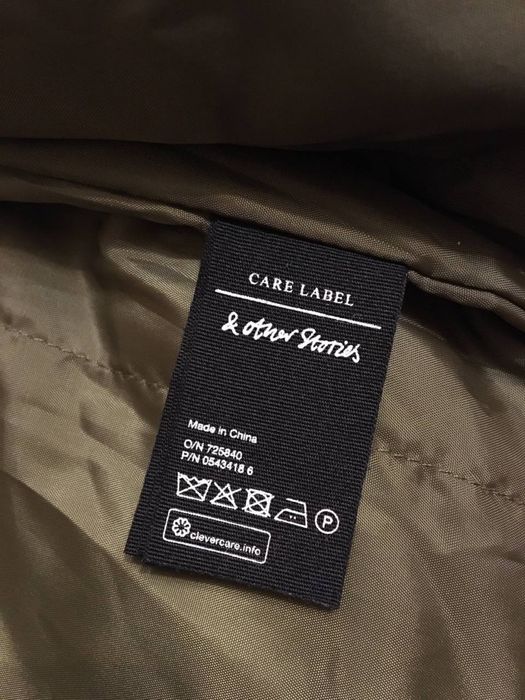 CARE LABEL
& other Stories
Made in China
O/N 725840
P/N 0543418 6
P
clevercare.info